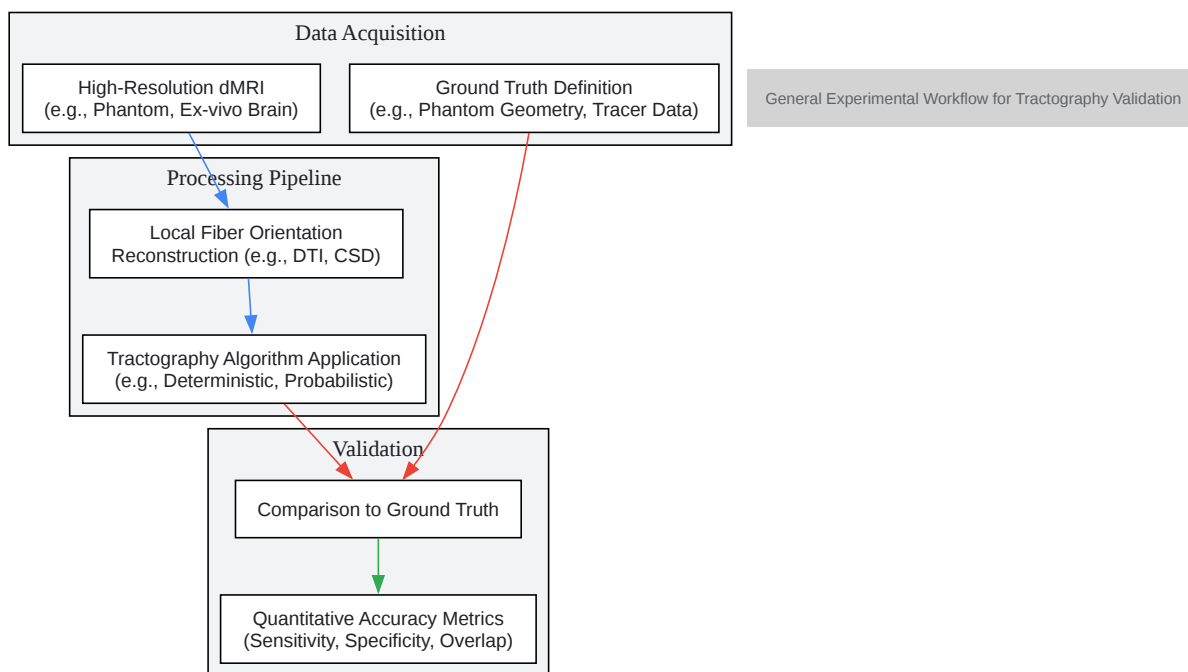 Data Acquisition
High-Resolution dMRI
(e.g., Phantom, Ex-vivo Brain)
Ground Truth Definition
(e.g., Phantom Geometry, Tracer Data)
General Experimental Workflow for Tractography Validation
Processing Pipeline
Local Fiber Orientation
Reconstruction (e.g., DTI, CSD)
Tractography Algorithm Application
(e.g., Deterministic, Probabilistic)
Validation
Comparison to Ground Truth
Quantitative Accuracy Metrics
(Sensitivity, Specificity, Overlap)